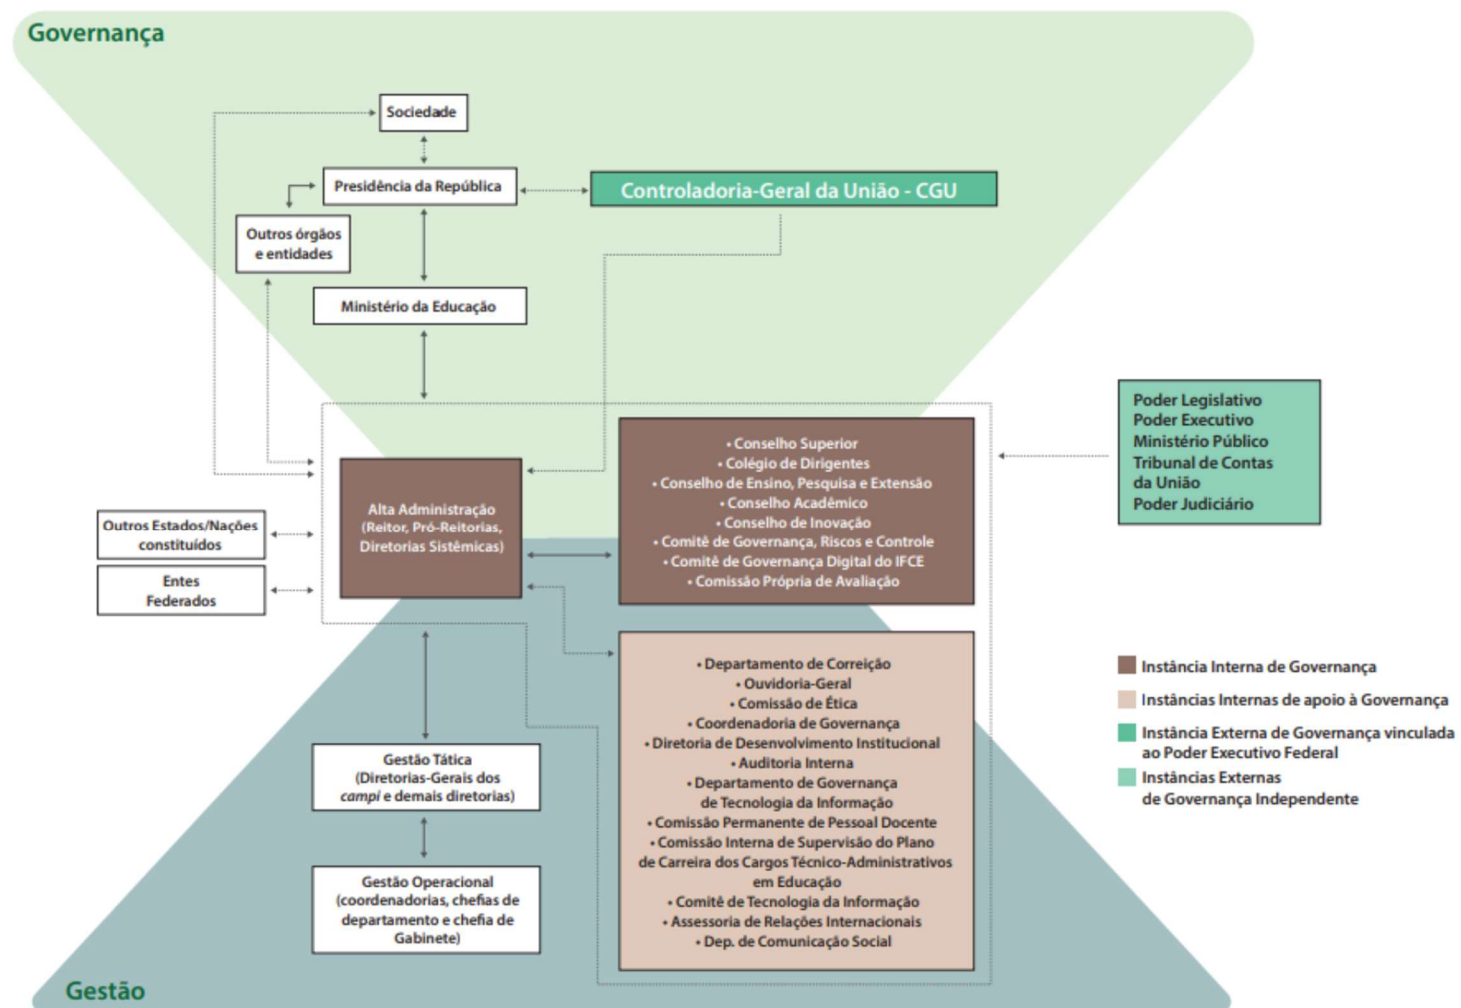 Governança
Sociedade
Presidência da República
Controladoria-Geral da União - CGU
Outros órgãos
e entidades
Ministério da Educação
Poder Legislativo
Poder Executivo
Ministério Público
Tribunal de Contas
da União
Poder Judiciário
• Conselho Superior
• Colégio de Dirigentes
• Conselho de Ensino, Pesquisa e Extensão
• Conselho Acadêmico
• Conselho de Inovação
• Comitê de Governança, Riscos e Controle
• Comitê de Governança Digital do IFCE
• Comissão Própria de Avaliação
Alta Administração
(Reitor, Pró-Reitorias,
Diretorias Sistêmicas)
Outros Estados/Nações
constituídos
Entes
Federados
• Departamento de Correição
• Ouvidoria-Geral
• Comissão de Ética
• Coordenadoria de Governança
• Diretoria de Desenvolvimento Institucional
• Auditoria Interna
• Departamento de Governança
de Tecnologia da Informação
• Comissão Permanente de Pessoal Docente
• Comissão Interna de Supervisão do Plano
de Carreira dos Cargos Técnico-Administrativos
em Educação
• Comitê de Tecnologia da Informação
• Assessoria de Relações Internacionais
• Dep. de Comunicação Social
Instância Interna de Governança
Instâncias Internas de apoio à Governança
Instância Externa de Governança vinculada
ao Poder Executivo Federal
Instâncias Externas
de Governança Independente
Gestão Tática
(Diretorias-Gerais dos
campi e demais diretorias)
Gestão Operacional
(coordenadorias, chefias de
departamento e chefia de
Gabinete)
Gestão